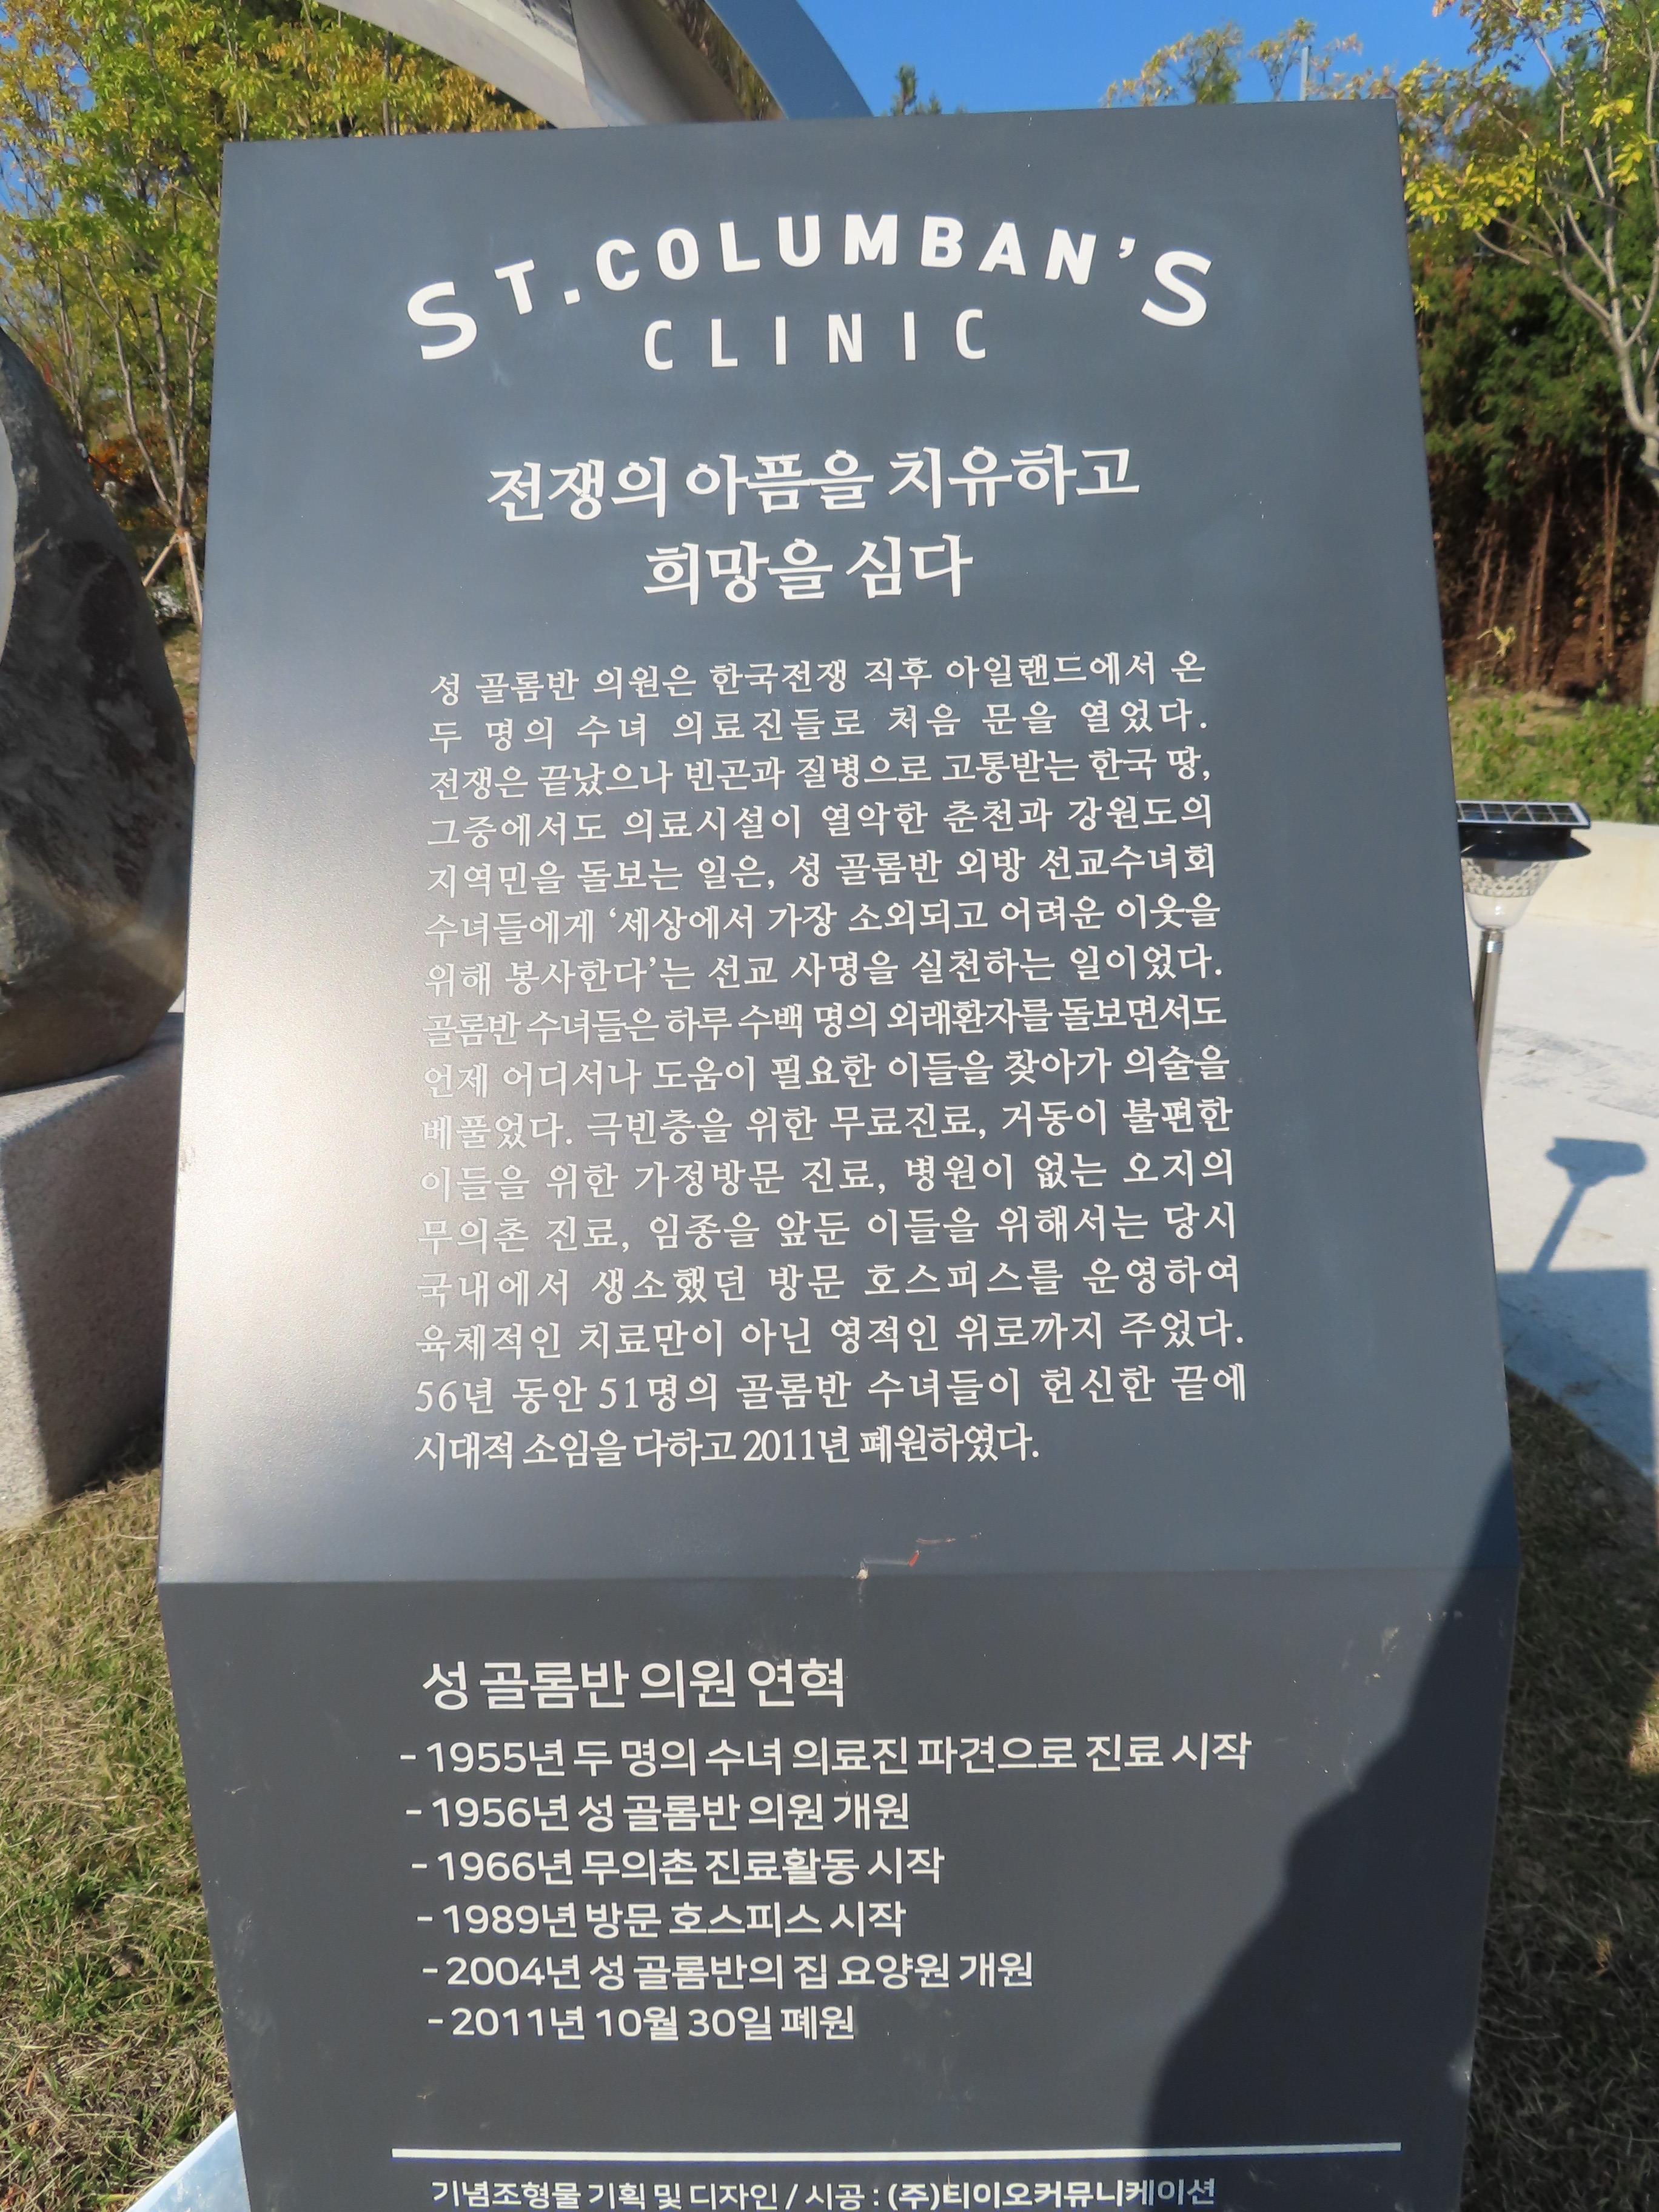 ST. COLUMBAN'S
CLINIC
전쟁의 아픔을 치유하고
희망을 심다
성 골롬반 의원은 한국전쟁 직후 아일랜드에서 온
두 명의 수녀 의료진들로 처음 문을 열었다.
전쟁은 끝났으나 빈곤과 질병으로 고통받는 한국 땅,
그중에서도 의료시설이 열악한 춘천과 강원도의
지역민을 돌보는 일은, 성 골롬반 외방 선교수녀회
수녀들에게 ‘세상에서 가장 소외되고 어려운 이웃을
위해 봉사한다’는 선교 사명을 실천하는 일이었다.
골롬반 수녀들은 하루 수백 명의 외래환자를 돌보면서도
언제 어디서나 도움이 필요한 이들을 찾아가 의술을
베풀었다. 극빈층을 위한 무료진료, 거동이 불편한
이들을 위한 가정방문 진료, 병원이 없는 오지의
무의촌 진료, 임종을 앞둔 이들을 위해서는 당시
국내에서 생소했던 방문 호스피스를 운영하여
육체적인 치료만이 아닌 영적인 위로까지 주었다.
56년 동안 51명의 골롬반 수녀들이 헌신한 끝에
시대적 소임을 다하고 2011년 폐원하였다.
성 골롬반 의원 연혁
- 1955년 두 명의 수녀 의료진 파견으로 진료 시작
- 1956년 성 골롬반 의원 개원
- 1966년 무의촌 진료활동 시작
- 1989년 방문 호스피스 시작
- 2004년 성 골롬반의 집 요양원 개원
- 2011년 10월 30일 폐원
기념조형물 기획 및 디자인 / 시공 : (주)티이오커뮤니케이션